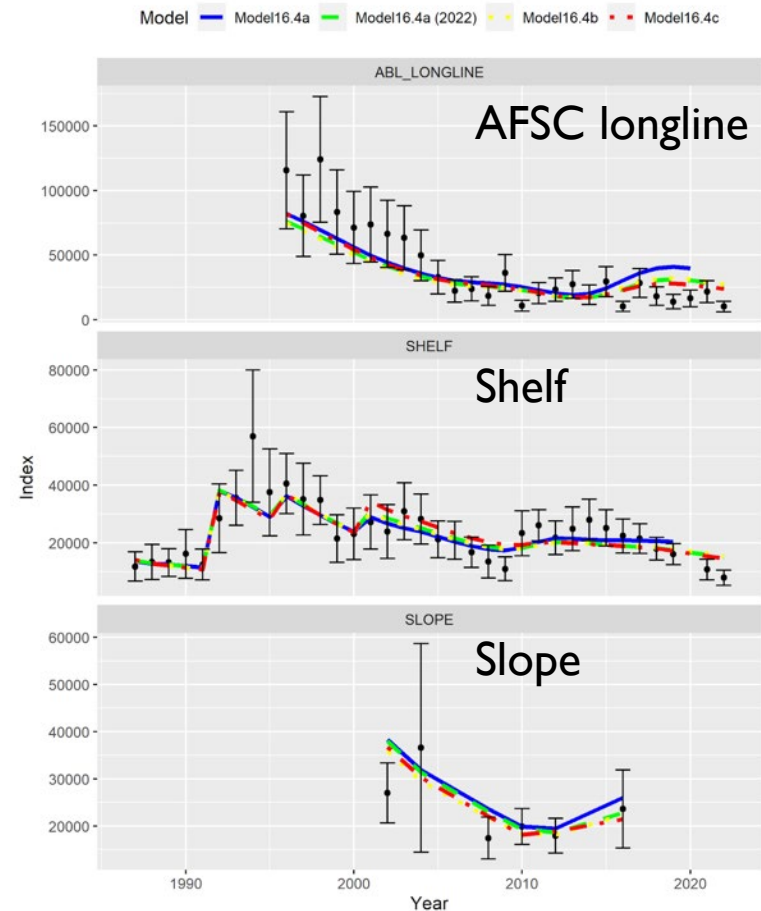 Model Model16.4a Model16.4a (2022) Model16.4b Model16.4c
ABL_LONGLINE
AFSC longline
150000
100000
50000
0
SHELF
Shelf
80000
60000
40000
20000
Index
SLOPE
Slope
60000
50000
40000
30000
20000
1990 2000 2010 2020
Year